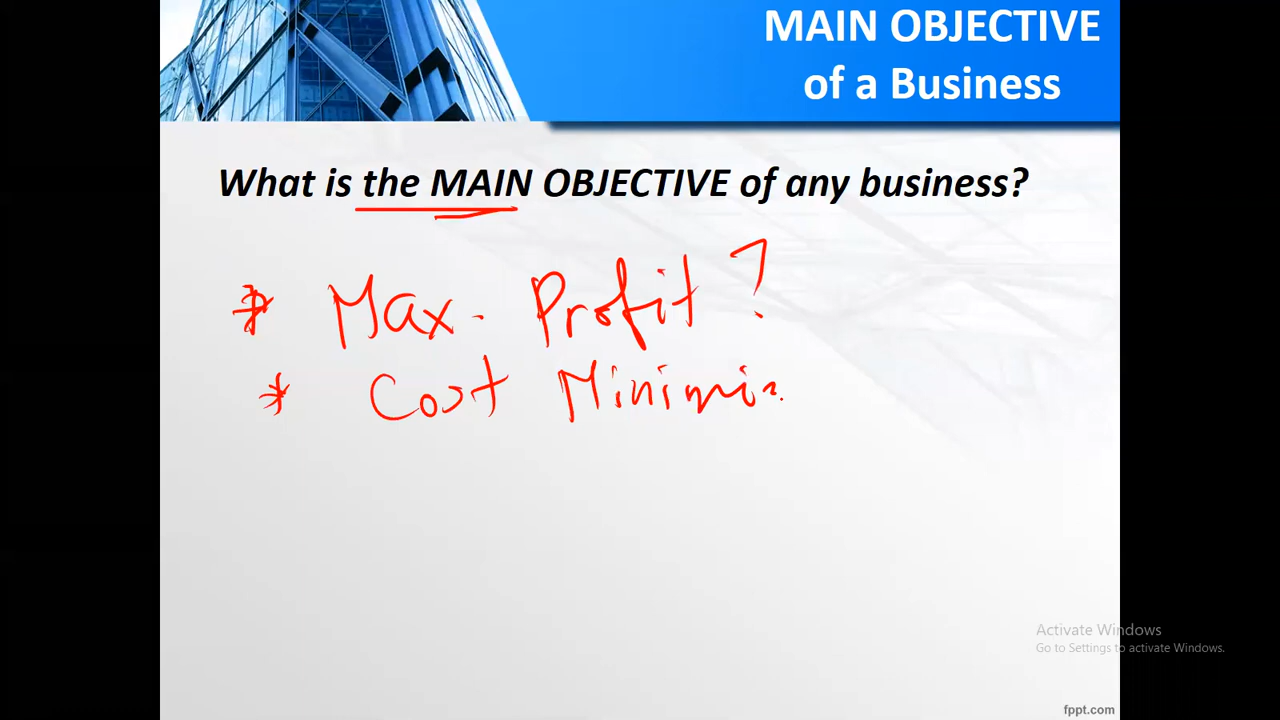 MAIN OBJECTIVE
of a Business
What is the MAIN OBJECTIVE of any business?
* Max. Profit?
* Cost Minimi
Activate Windows
Go to Settings to activate Windows.
fppt.com